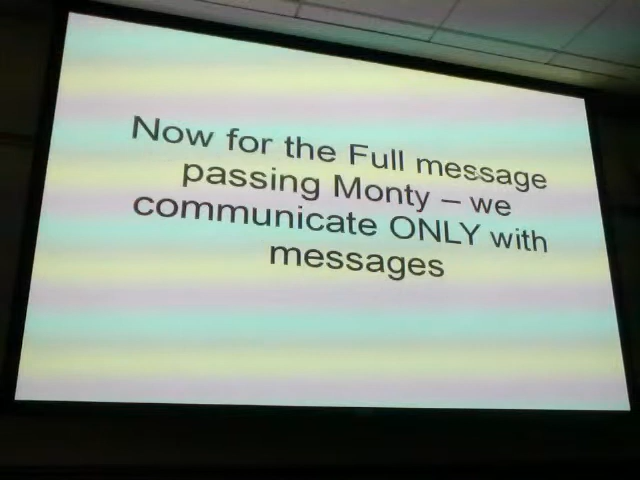 Now for the Full message
passing Monty – we
communicate ONLY with
messages